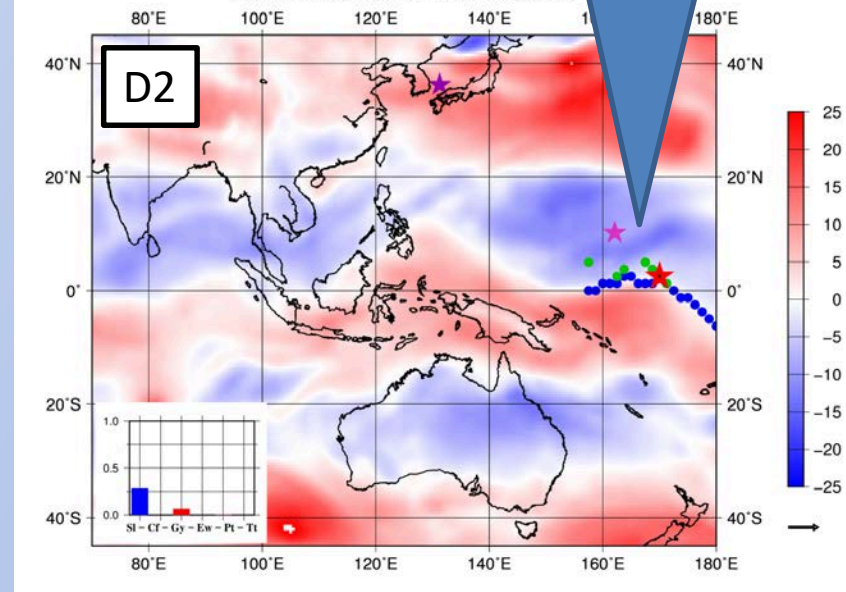 80°E 100°E 120°E 140°E 180°E
D2
40°N 40°N
20°N 20°N
0° 0°
20°S 20°S
40°S 40°S
25
20
15
10
5
0
−5
−10
−15
−20
−25
1.0
0.5
0.0
Sl − Cf − Gy − Ew − Pt − Tt
80°E 100°E 120°E 140°E 160°E 180°E